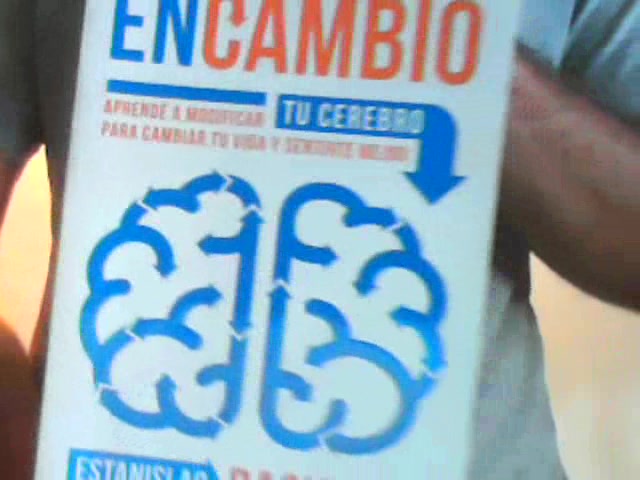 ENCAMBIO
APRENDE A MODIFICAR TU CEREBRO
PARA CAMBIAR TU VIDA Y SENTIRTE MEJOR
ESTANISLAO